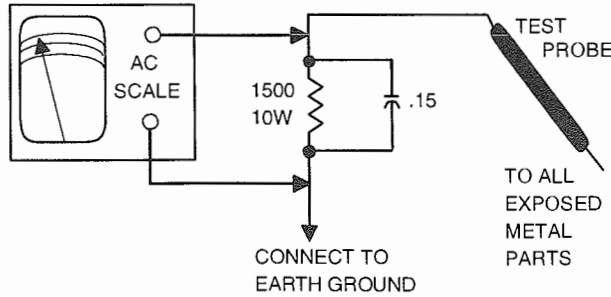 AC
SCALE
1500
10W
.15
TEST
PROBE
TO ALL
EXPOSED
METAL
PARTS
CONNECT TO
EARTH GROUND